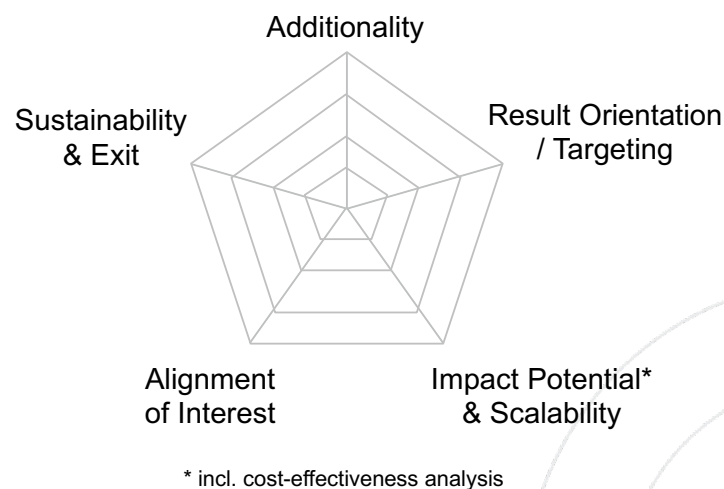 Additionality
Sustainability
& Exit
Result Orientation
/ Targeting
Alignment
of Interest
Impact Potential*
& Scalability
* incl. cost-effectiveness analysis